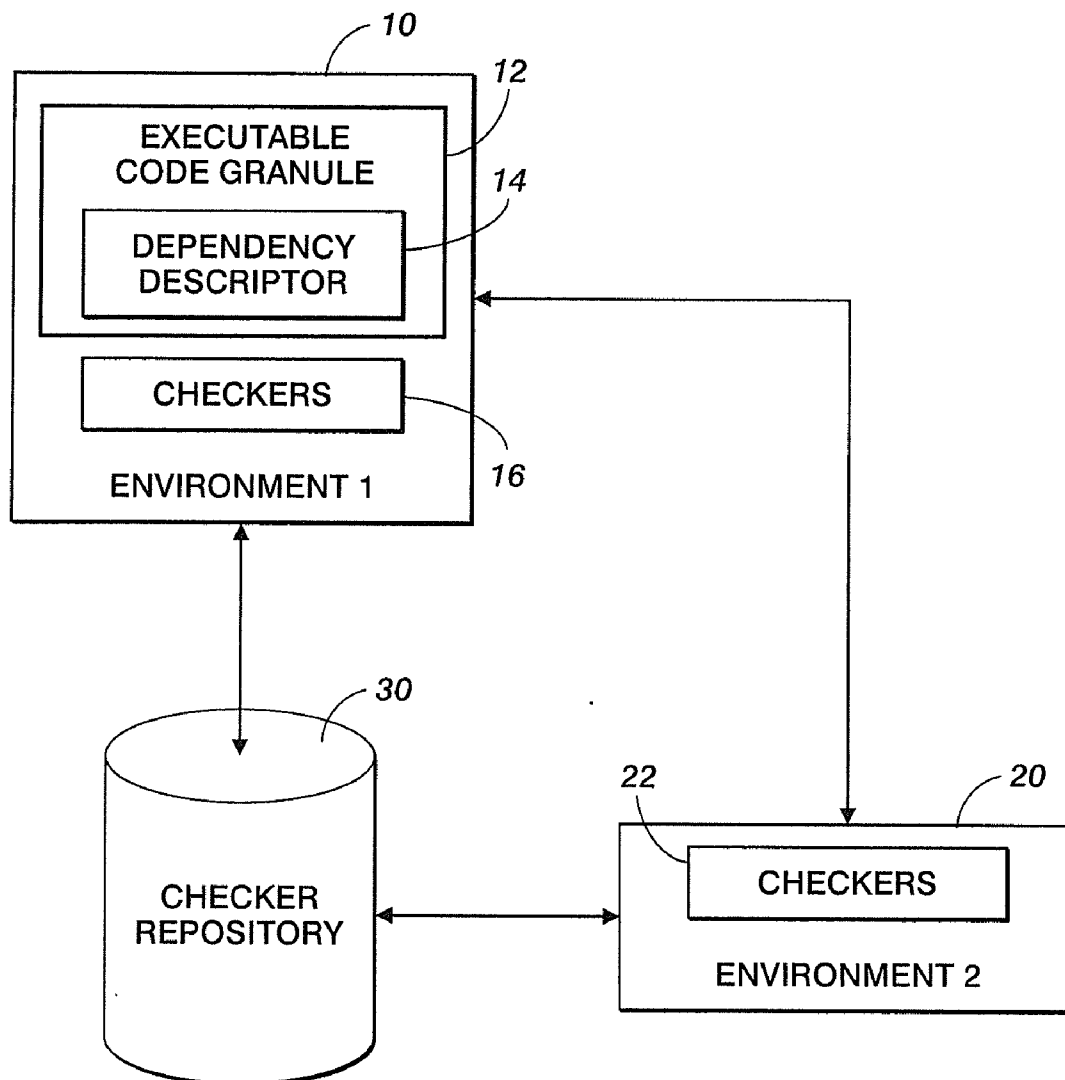 10
12
EXECUTABLE
CODE GRANULE
14
DEPENDENCY
DESCRIPTOR
CHECKERS
16
ENVIRONMENT 1
30
CHECKER
REPOSITORY
22
20
CHECKERS
ENVIRONMENT 2